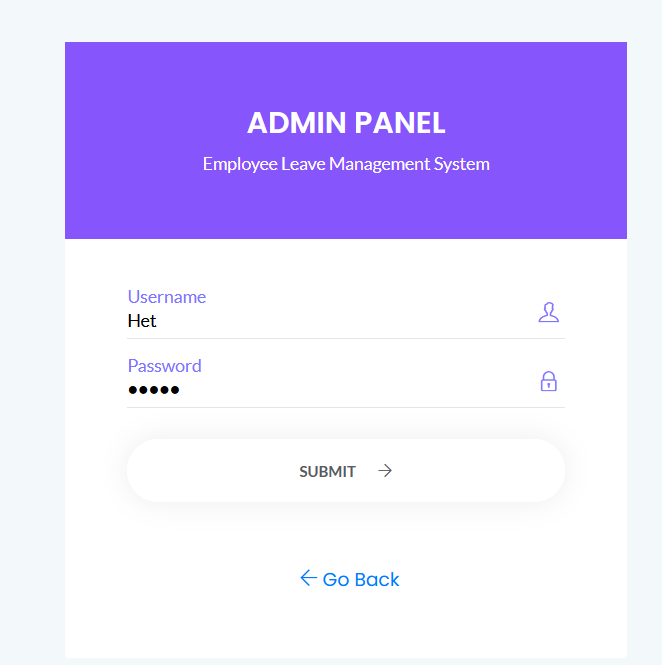 ADMIN PANEL
Employee Leave Management System
Username
Het
Password
●●●●●
SUBMIT
Go Back